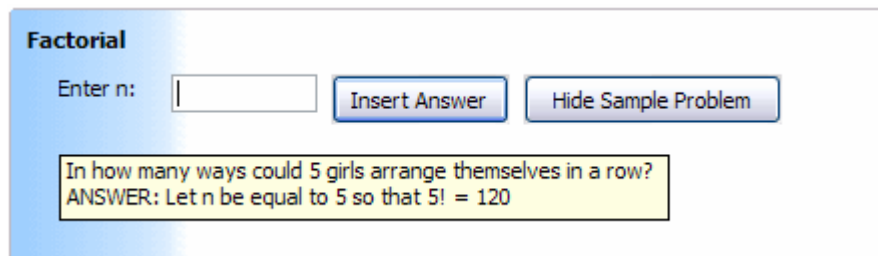 Factorial
Enter n: Insert Answer Hide Sample Problem
In how many ways could 5 girls arrange themselves in a row?
ANSWER: Let n be equal to 5 so that 5! = 120